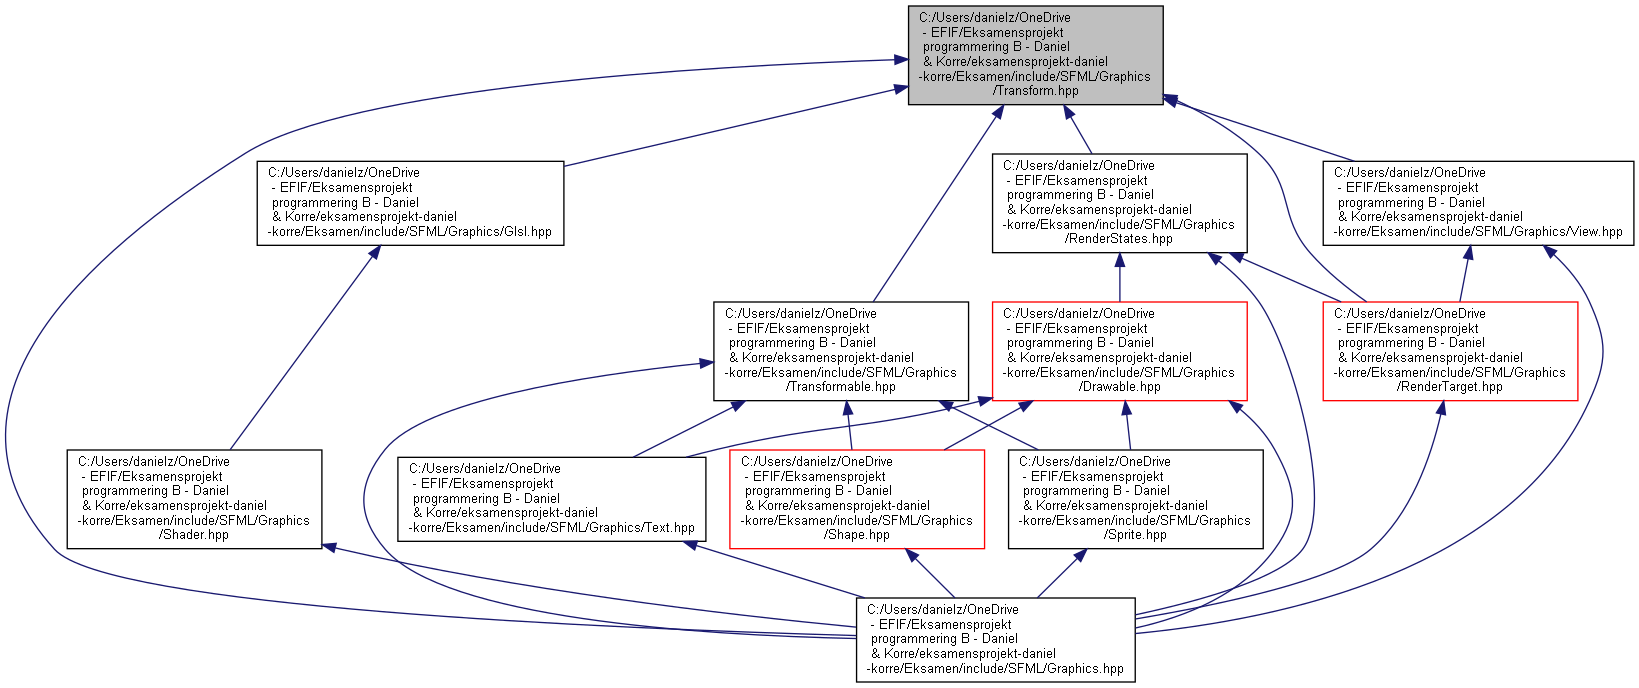 C:/Users/danielz/OneDrive
- EFIF/Eksamensprojekt
programmering B - Daniel
& Korre/eksamensprojekt-daniel
-korre/Eksamen/include/SFML/Graphics
/Transform.hpp
C:/Users/danielz/OneDrive
- EFIF/Eksamensprojekt
programmering B - Daniel
& Korre/eksamensprojekt-daniel
-korre/Eksamen/include/SFML/Graphics/Glsl.hpp
C:/Users/danielz/OneDrive
- EFIF/Eksamensprojekt
programmering B - Daniel
& Korre/eksamensprojekt-daniel
-korre/Eksamen/include/SFML/Graphics
/RenderStates.hpp
C:/Users/danielz/OneDrive
- EFIF/Eksamensprojekt
programmering B - Daniel
& Korre/eksamensprojekt-daniel
-korre/Eksamen/include/SFML/Graphics/View.hpp
C:/Users/danielz/OneDrive
- EFIF/Eksamensprojekt
programmering B - Daniel
& Korre/eksamensprojekt-daniel
-korre/Eksamen/include/SFML/Graphics
/Transformable.hpp
C:/Users/danielz/OneDrive
- EFIF/Eksamensprojekt
programmering B - Daniel
& Korre/eksamensprojekt-daniel
-korre/Eksamen/include/SFML/Graphics
/Drawable.hpp
C:/Users/danielz/OneDrive
- EFIF/Eksamensprojekt
programmering B - Daniel
& Korre/eksamensprojekt-daniel
-korre/Eksamen/include/SFML/Graphics
/RenderTarget.hpp
C:/Users/danielz/OneDrive
- EFIF/Eksamensprojekt
programmering B - Daniel
& Korre/eksamensprojekt-daniel
-korre/Eksamen/include/SFML/Graphics
/Shader.hpp
C:/Users/danielz/OneDrive
- EFIF/Eksamensprojekt
programmering B - Daniel
& Korre/eksamensprojekt-daniel
-korre/Eksamen/include/SFML/Graphics/Text.hpp
C:/Users/danielz/OneDrive
- EFIF/Eksamensprojekt
programmering B - Daniel
& Korre/eksamensprojekt-daniel
-korre/Eksamen/include/SFML/Graphics
/Shape.hpp
C:/Users/danielz/OneDrive
- EFIF/Eksamensprojekt
programmering B - Daniel
& Korre/eksamensprojekt-daniel
-korre/Eksamen/include/SFML/Graphics
/Sprite.hpp
C:/Users/danielz/OneDrive
- EFIF/Eksamensprojekt
programmering B - Daniel
& Korre/eksamensprojekt-daniel
-korre/Eksamen/include/SFML/Graphics.hpp